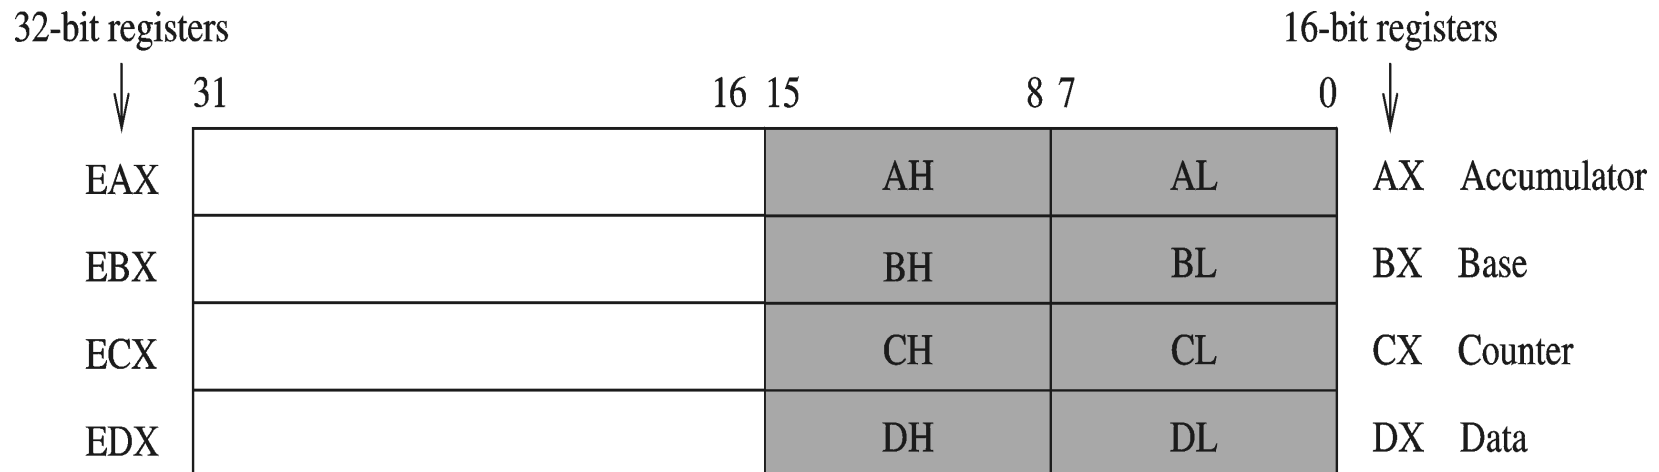 32-bit registers 16-bit registers
31 16 15 8 7 0
EAX AH AL AX Accumulator
EBX BH BL BX Base
ECX CH CL CX Counter
EDX DH DL DX Data